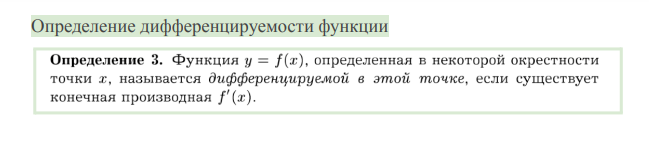 Определение дифференцируемости функции
Определение 3. Функция y = f(x), определенная в некоторой окрестности
точки x, называется дифференцируемой в этой точке, если существует
конечная производная f′(x).